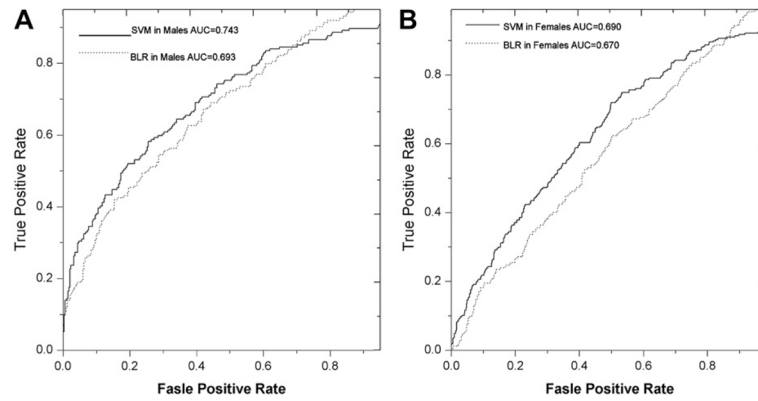 A
SVM in Males AUC=0.743
BLR in Males AUC=0.693
True Positive Rate
0.8
0.6
0.4
0.2
0.0
0.0 0.2 0.4 0.6 0.8
Fasle Positive Rate
B
SVM in Females AUC=0.690
BLR in Females AUC=0.670
True Positive Rate
0.8
0.6
0.4
0.2
0.0
0.0 0.2 0.4 0.6 0.8
Fasle Positive Rate